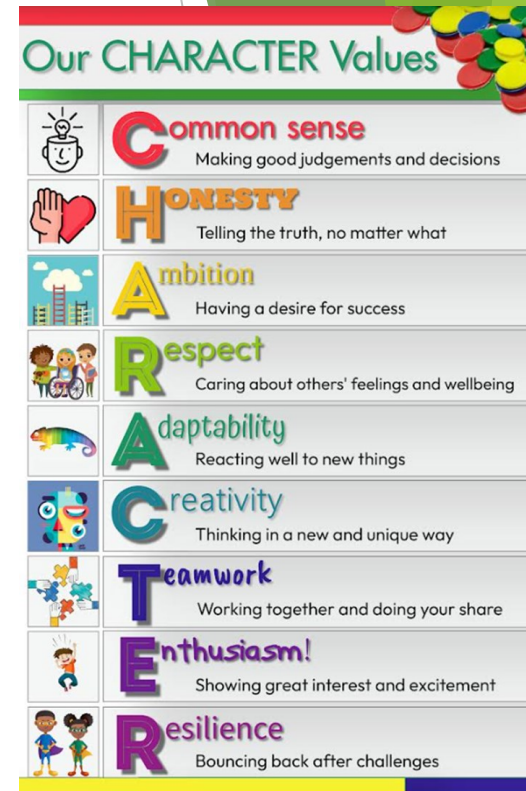 Our CHARACTER Values
Common sense
Making good judgements and decisions
HONESTY
Telling the truth, no matter what
Ambition
Having a desire for success
Respect
Caring about others' feelings and wellbeing
Adaptability
Reacting well to new things
Creativity
Thinking in a new and unique way
Teamwork
Working together and doing your share
Enthusiasm!
Showing great interest and excitement
Resilience
Bouncing back after challenges